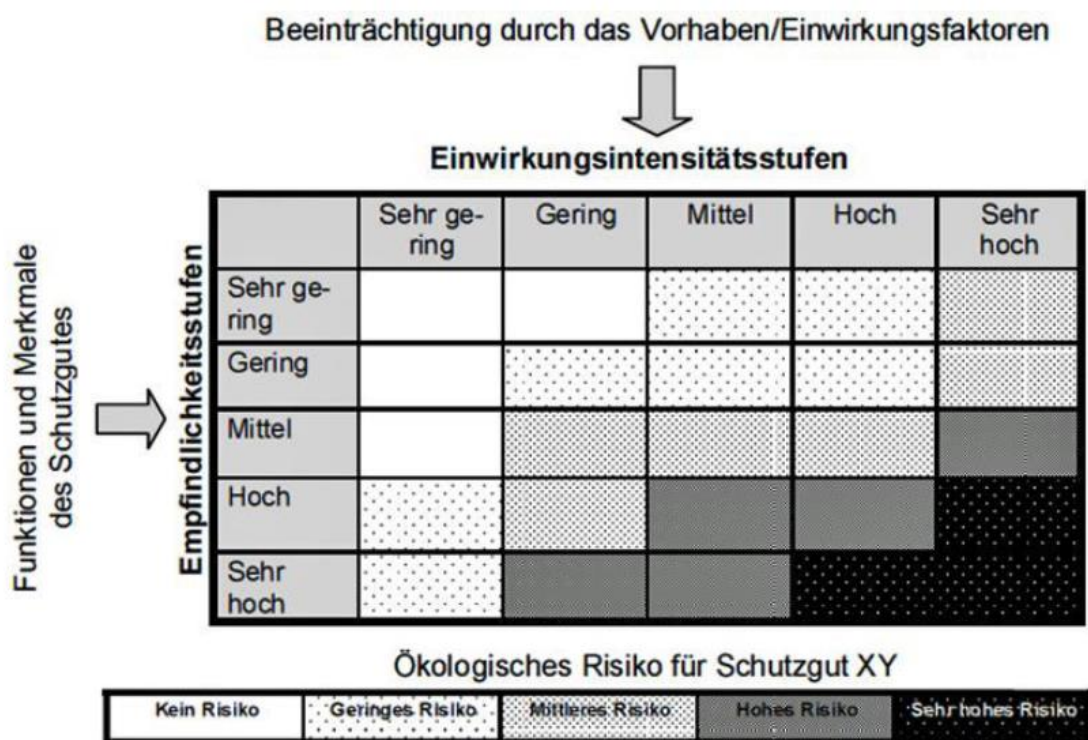 Beeinträchtigung durch das Vorhaben/Einwirkungsfaktoren
Einwirkungsintensitätsstufen
Funktionen und Merkmale
des Schutzgutes
Empfindlichkeitsstufen
Sehr ge-
ring
Gering
Mittel
Hoch
Sehr
hoch
Sehr ge-
ring
Gering
Mittel
Hoch
Sehr
hoch
Ökologisches Risiko für Schutzgut XY
Kein Risiko
Geringes Risiko
Mittleres Risiko
Hohes Risiko
Sehr hohes Risiko